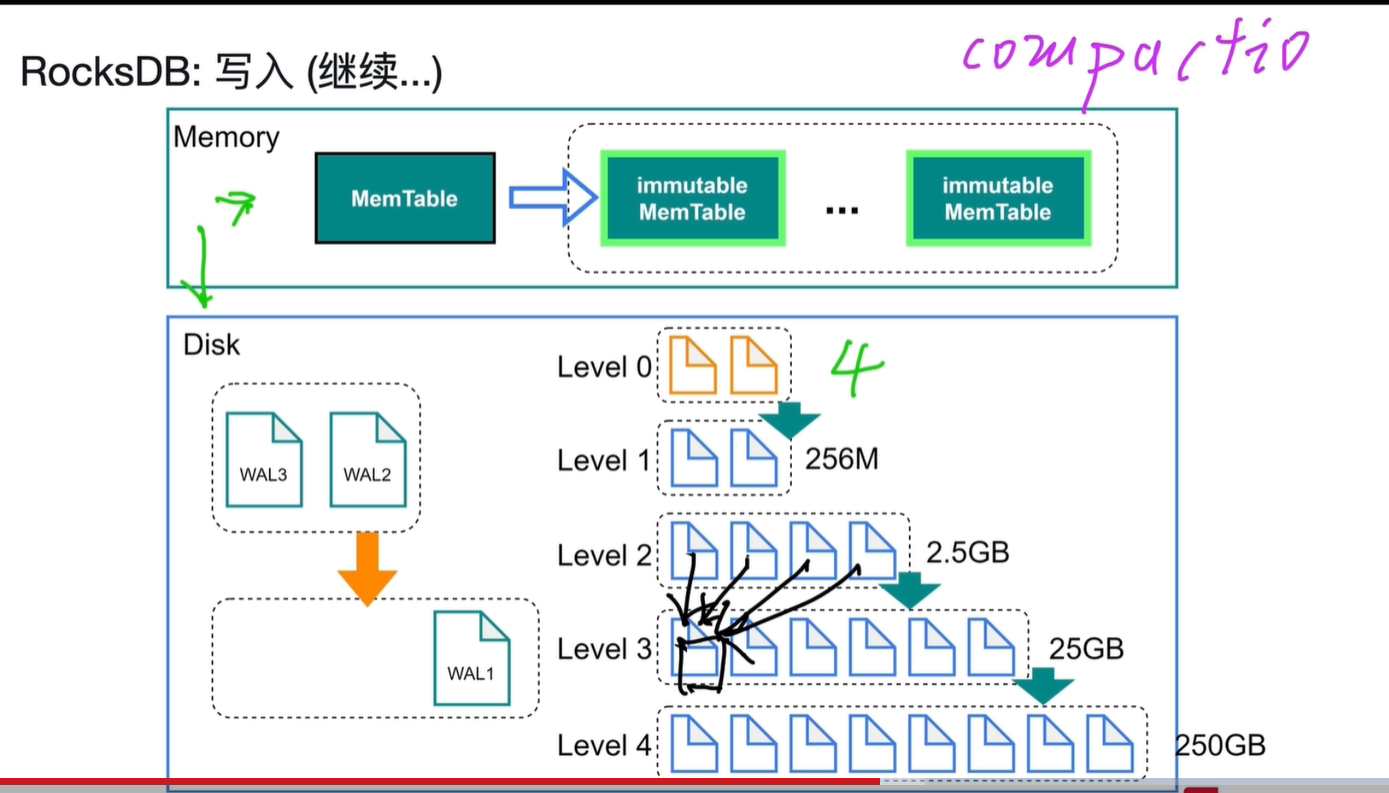 compactio
RocksDB: 写入 (继续...)
Memory
MemTable
immutable
MemTable
...
immutable
MemTable
Disk
Level 0
4
WAL3
WAL2
Level 1
256M
Level 2
2.5GB
WAL1
Level 3
25GB
Level 4
250GB